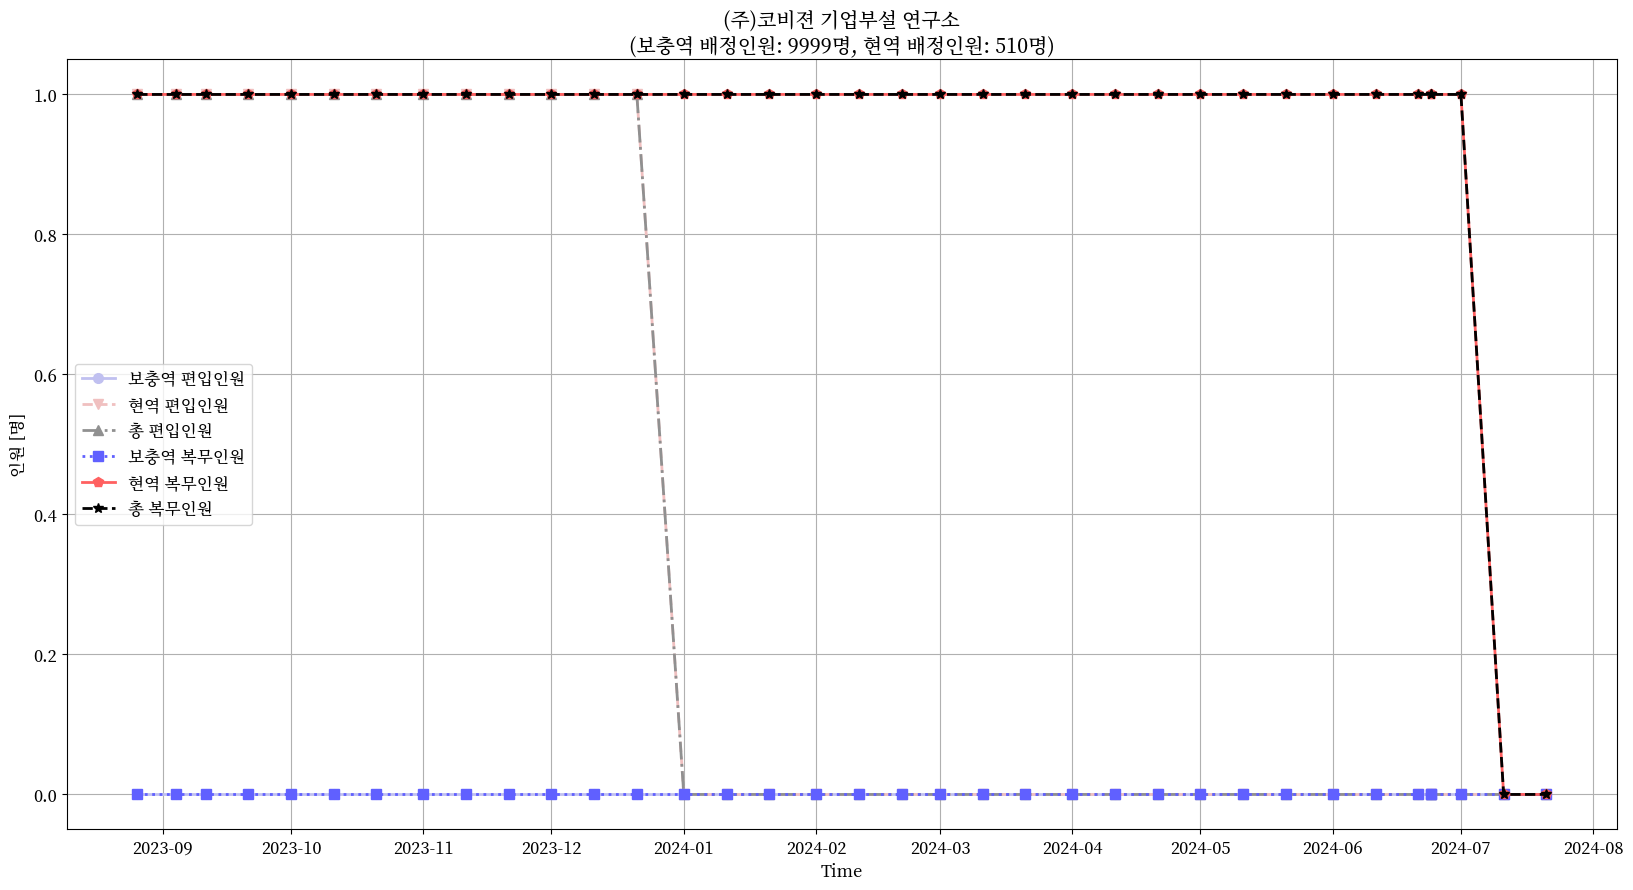 (주)코비젼 기업부설 연구소
(보충역 배정인원: 9999명, 현역 배정인원: 510명)
인원 [명]
1.0
0.8
0.6
0.4
0.2
0.0
보충역 편입인원
현역 편입인원
총 편입인원
보충역 복무인원
현역 복무인원
총 복무인원
2023-09
2023-10
2023-11
2023-12
2024-01
2024-02
2024-03
2024-04
2024-05
2024-06
2024-07
2024-08
Time